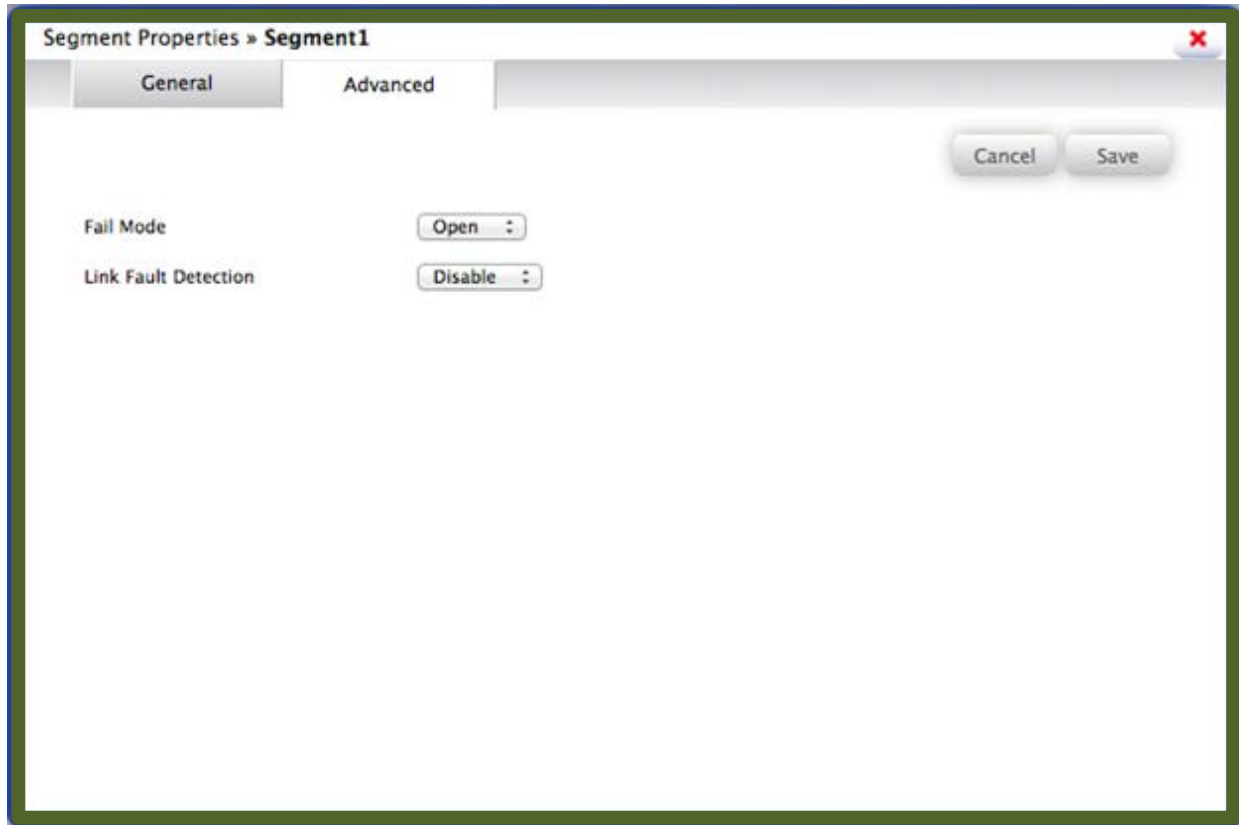 Segment Properties » Segment1
General Advanced
Cancel Save
Fail Mode Open
Link Fault Detection Disable